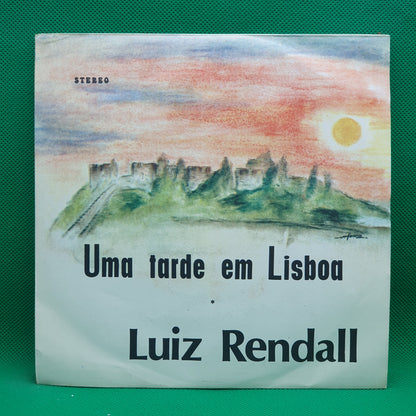 STEREO
Uma tarde em Lisboa
Luiz Rendall